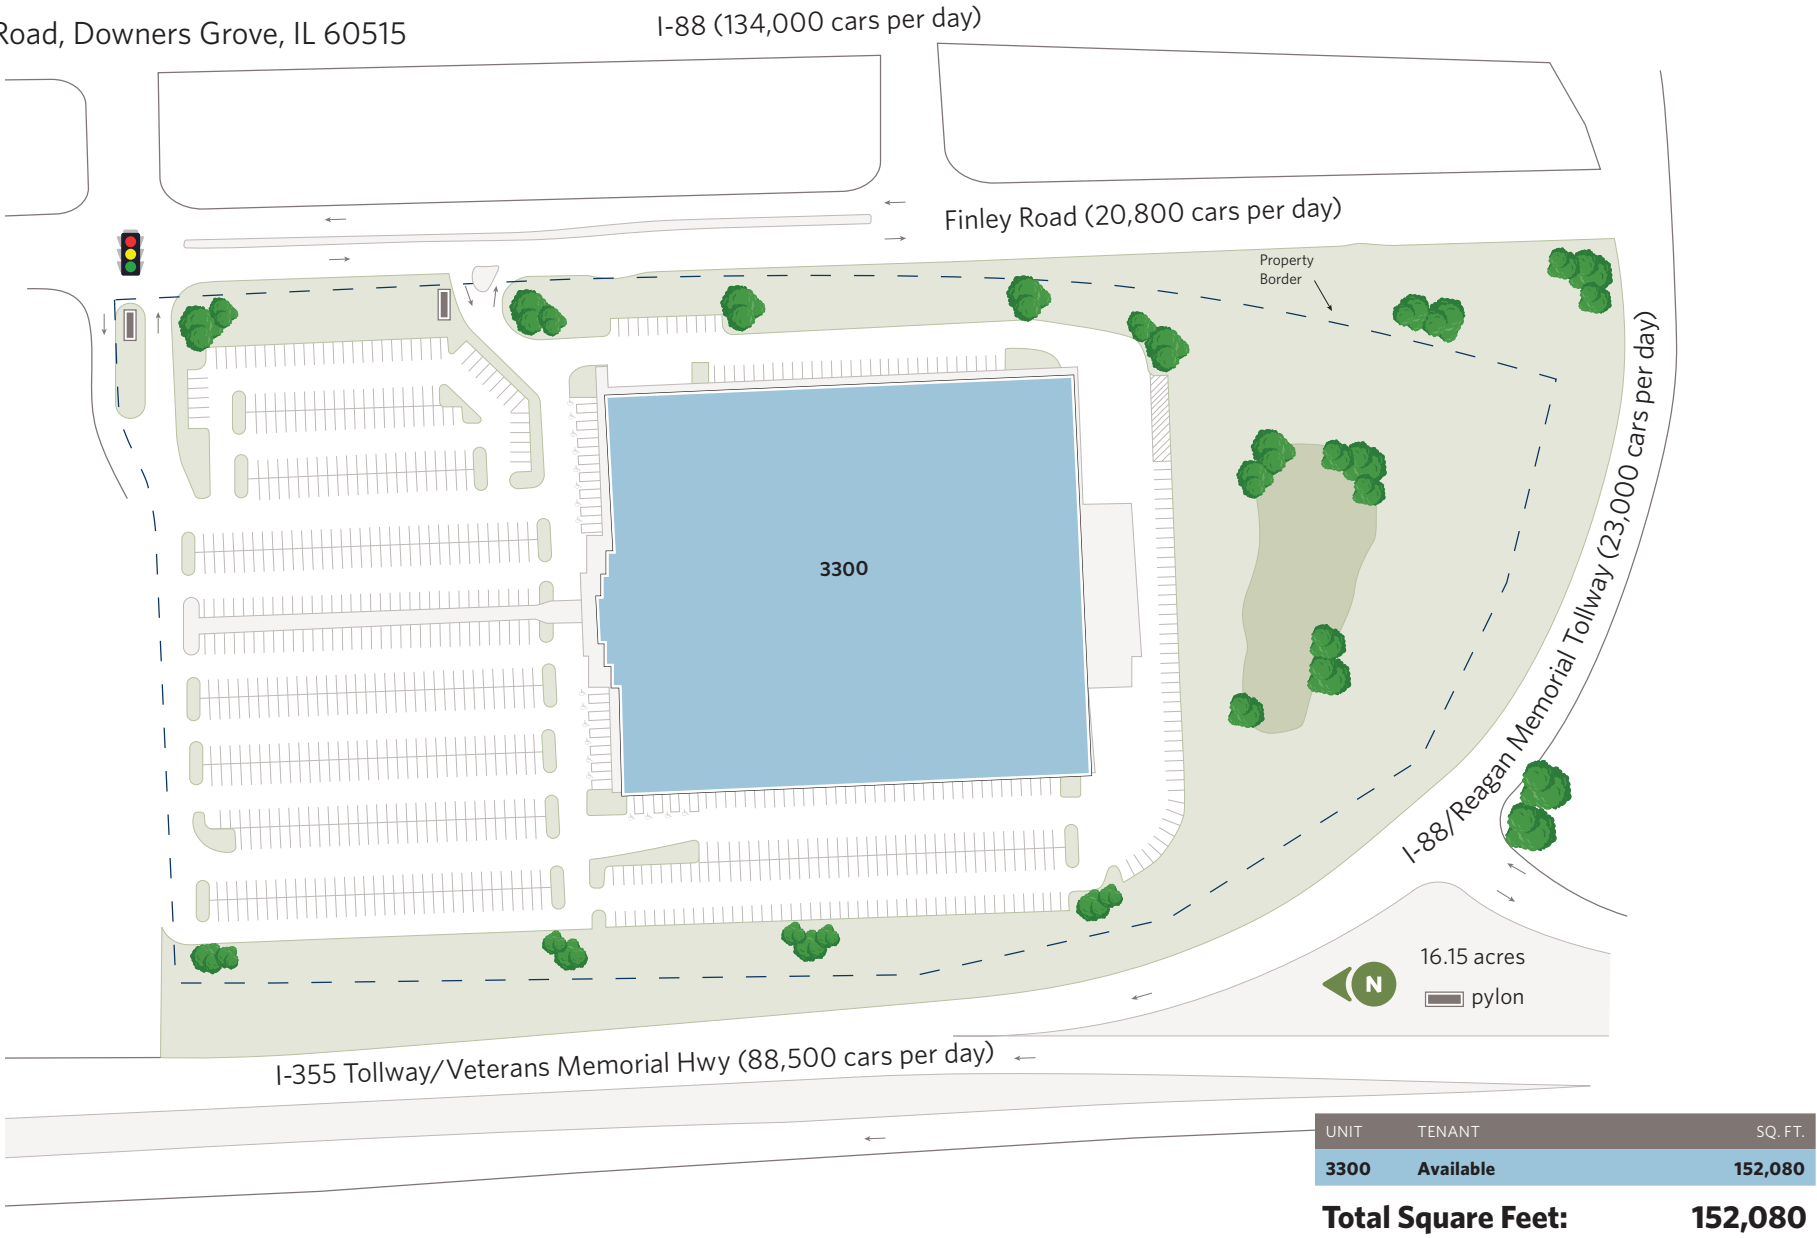 Road, Downers Grove, IL 60515
I-88 (134,000 cars per day)
Finley Road (20,800 cars per day)
Property
Border
3300
I-88/Reagan Memorial Tollway (23,000 cars per day)
16.15 acres
N
pylon
I-355 Tollway/Veterans Memorial Hwy (88,500 cars per day)
UNIT TENANT SQ. FT.
3300 Available 152,080
Total Square Feet: 152,080